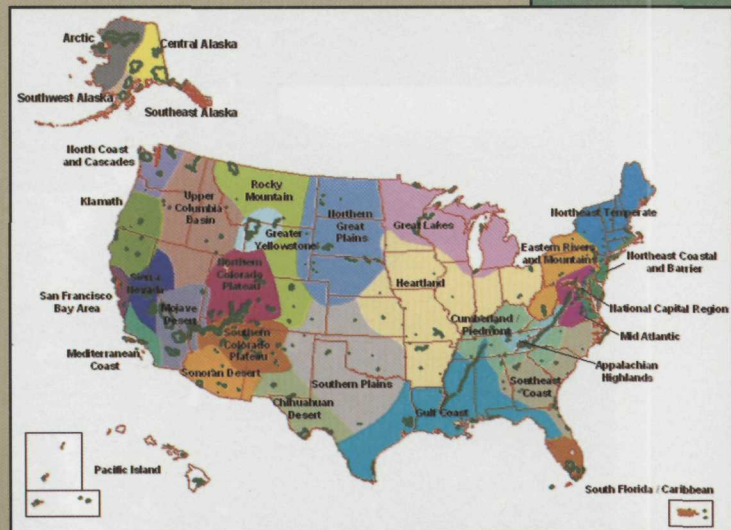 Arctic
Central Alaska
Southwest Alaska
Southeast Alaska
North Coast
and Cascades
Klamath
Upper
Columbia
Basin
Rocky
Mountain
Greater
Yellowstone
Northern
Great
Plains
Great Lakes
Northeast Temperate
Eastern Rivers
and Mountains
Northeast Coastal
and Barrier
Sierra
Nevada
San Francisco
Bay Area
Mojave
Desert
Northern
Colorado
Plateau
Heartland
National Capital Region
Mid Atlantic
Cumberland
Piedmont
Appalachian
Highlands
Mediterranean
Coast
Southern
Colorado
Plateau
Sonoran Desert
Southern Plains
Chihuahuan
Desert
Gulf Coast
Southeast
Coast
Pacific Island
South Florida / Caribbean